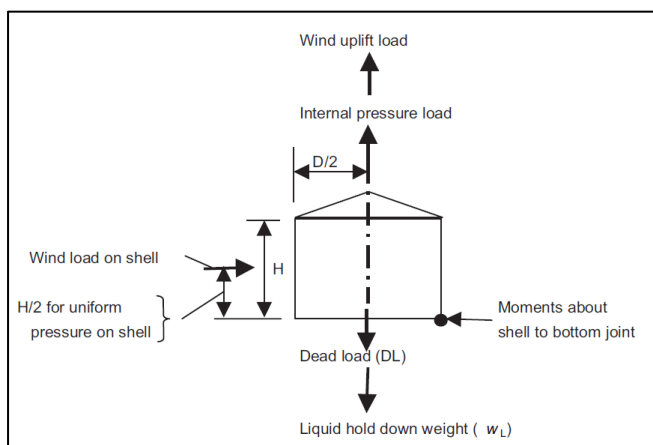 Wind uplift load
Internal pressure load
D/2
Wind load on shell
H
H/2 for uniform
pressure on shell
Moments about
shell to bottom joint
Dead load (DL)
Liquid hold down weight ( wL)